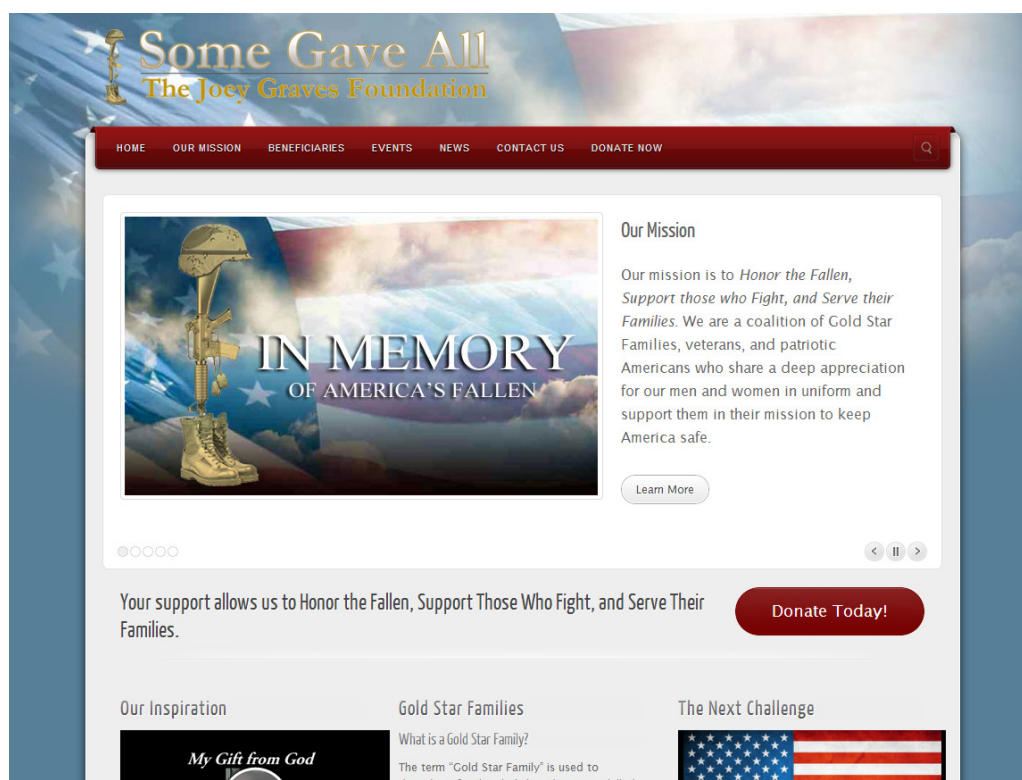 Some Gave All
The Joey Graves Foundation
HOME OUR MISSION BENEFICIARIES EVENTS NEWS CONTACT US DONATE NOW
IN MEMORY
OF AMERICA'S FALLEN
Our Mission
Our mission is to Honor the Fallen,
Support those who Fight, and Serve their
Families. We are a coalition of Gold Star
Families, veterans, and patriotic
Americans who share a deep appreciation
for our men and women in uniform and
support them in their mission to keep
America safe.
Learn More
Your support allows us to Honor the Fallen, Support Those Who Fight, and Serve Their
Families.
Donate Today!
Our Inspiration
My Gift from God
Gold Star Families
What is a Gold Star Family?
The term “Gold Star Family” is used to
The Next Challenge